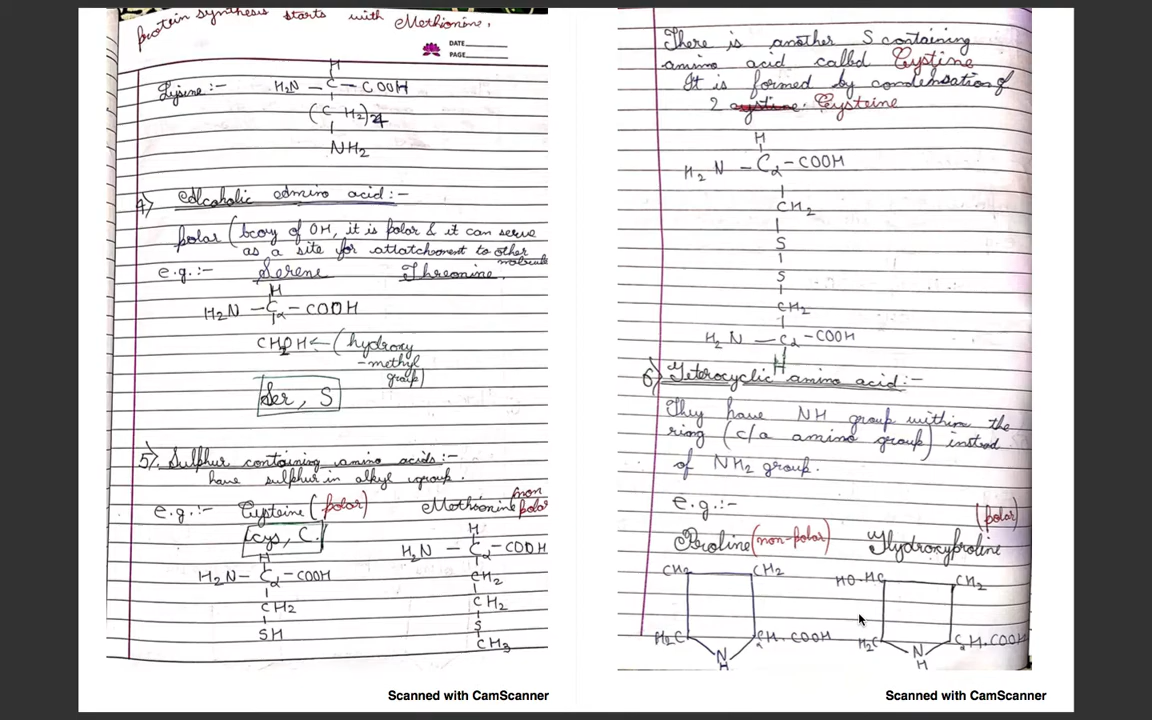 protein synthesis starts with Methionine.
DATE
PAGE
H
Lysine :- H2N - C - COOH
(C H2)4
NH2
4) Alcoholic Amino acid :-
polar (bcoz of OH, it is polar & it can serve
as a site for attatchment to other
molecule
e.g. :- Serene Threonine.
H
H2N - Cα - COOH
CH2OH ← (hydroxy
-methyl
group)
Ser, S
5). Sulphur containing amino acids :-
have sulphur in alkyl group.
e.g. :- Cysteine (polar) Methionine non
polar
[cys, C.]
H
H2N - Cα - COOH
CH2
SH
H
H2N - Cα - COOH
CH2
CH2
S
CH3
Scanned with CamScanner
There is another S containing
amino acid called Cystine
It is formed by condensation of
2 Cysteine
H
H2N - Cα - COOH
CH2
S
S
CH2
H2N - Cα - COOH
H
6) Heterocyclic amino acid :-
They have NH group within the
ring (c/a amino group) instead
of NH2 group.
e.g. :-
(polar)
Proline (non-polar) Hydroxyproline
CH2 CH2
H2C CαH. COOH
N
H
HO-HC CH2
H2C CαH. COOH
N
H
Scanned with CamScanner